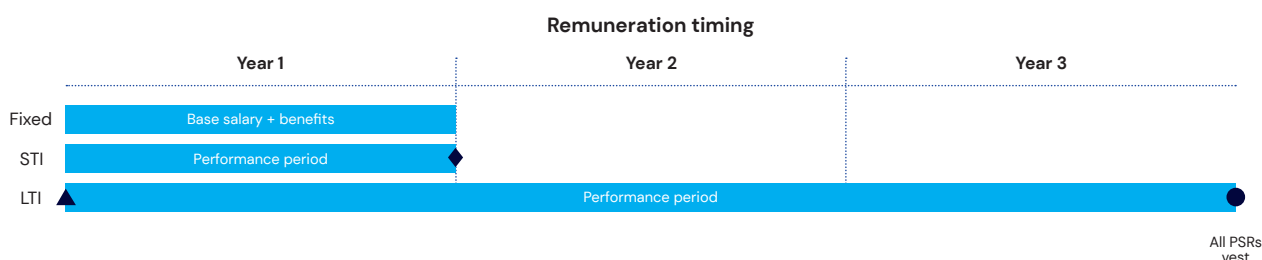 Remuneration timing
Year 1 Year 2 Year 3
Fixed Base salary + benefits
STI Performance period
LTI Performance period
All PSRs
vest